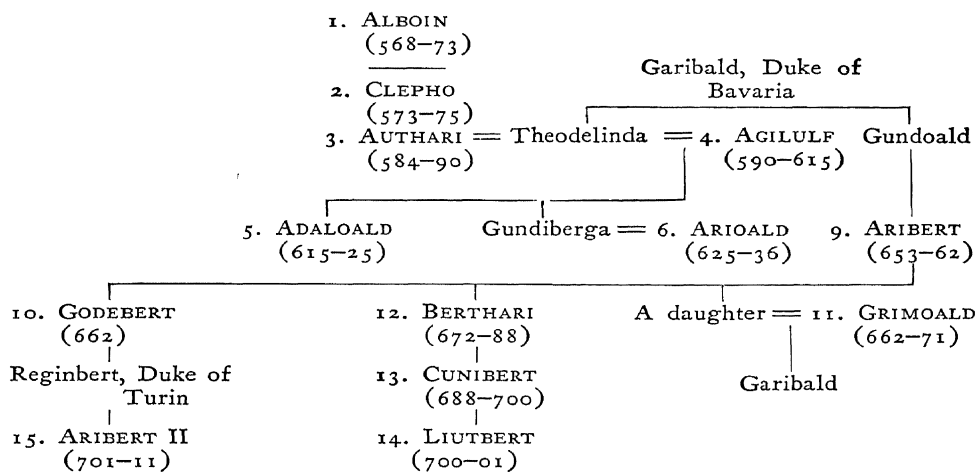 1. ALBOIN
(568–73)
Garibald, Duke of
Bavaria
2. CLEPHO
(573–75)
3. AUTHARI = Theodelinda = 4. AGILULF Gundoald
(584–90) (590–615)
5. ADALOALD Gundiberga = 6. ARIOALD 9. ARIBERT
(615–25) (625–36) (653–62)
10. GODEBERT 12. BERTHARI A daughter = 11. GRIMOALD
(662) (672–88) (662–71)
Reginbert, Duke of
Turin
13. CUNIBERT
(688–700)
Garibald
15. ARIBERT II 14. LIUTBERT
(701–11) (700–01)